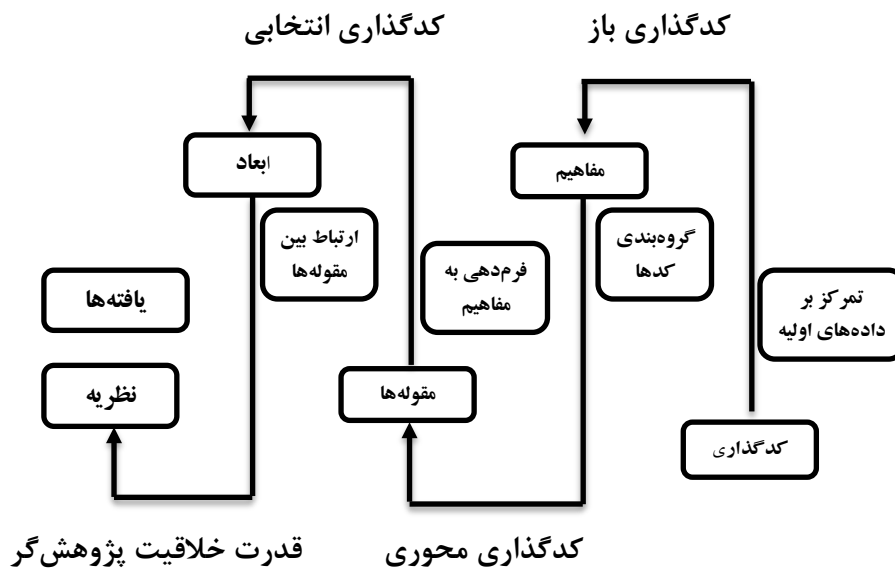 کدگذاری باز
کدگذاری انتخابی
مفاهیم
ابعاد
گروه‌بندی
کدها
ارتباط بین
مقوله‌ها
فرم‌دهی به
مفاهیم
تمرکز بر
داده‌های اولیه
یافته‌ها
نظریه
مقوله‌ها
کدگذاری
کدگذاری محوری
قدرت خلاقیت پژوهش‌گر